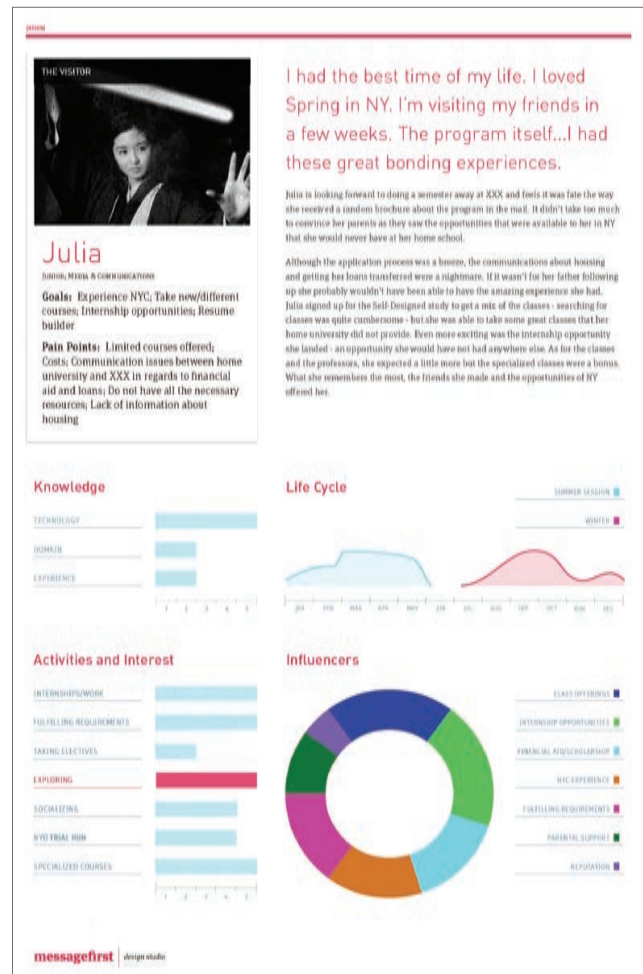 persona
THE VISITOR
Julia
JUNIOR, MEDIA & COMMUNICATIONS
Goals: Experience NYC; Take new/different
courses; Internship opportunities; Resume
builder
Pain Points: Limited courses offered;
Costs; Communication issues between home
university and XXX in regards to financial
aid and loans; Do not have all the necessary
resources; Lack of information about
housing
I had the best time of my life. I loved
Spring in NY. I'm visiting my friends in
a few weeks. The program itself...I had
these great bonding experiences.
Julia is looking forward to doing a semester away at XXX and feels it was fate the way
she received a random brochure about the program in the mail. It didn't take too much
to convince her parents as they saw the opportunities that were available to her in NY
that she would never have at her home school.
Although the application process was a breeze, the communications about housing
and getting her loans transferred were a nightmare. If it wasn't for her father following
up she probably wouldn't have been able to have the amazing experience she had.
Julia signed up for the Self-Designed study to get a mix of the classes - searching for
classes was quite cumbersome - but she was able to take some great classes that her
home university did not provide. Even more exciting was the internship opportunity
she landed - an opportunity she would have not had anywhere else. As for the classes
and the professors, she expected a little more but the specialized classes were a bonus.
What she remembers the most, the friends she made and the opportunities of NY
offered her.
Knowledge
TECHNOLOGY
DOMAIN
EXPERIENCE
1 2 3 4 5
Life Cycle
SUMMER SESSION
WINTER
JAN FEB MAR APR MAY JUN JUL AUG SEP OCT NOV DEC
Activities and Interest
INTERNSHIPS/WORK
FULFILLING REQUIREMENTS
TAKING ELECTIVES
EXPLORING
SOCIALIZING
NYU TRIAL RUN
SPECIALIZED COURSES
1 2 3 4 5
Influencers
CLASS OFFERINGS
INTERNSHIP OPPORTUNITIES
FINANCIAL AID/SCHOLARSHIP
NYC EXPERIENCE
FULFILLING REQUIREMENTS
PARENTAL SUPPORT
REPUTATION
messagefirst | design studio